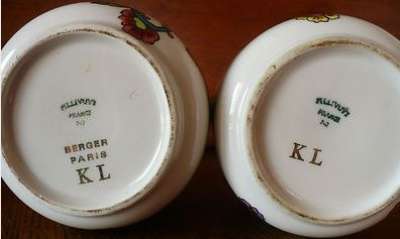 PILLIVUYT
FRANCE
BERGER
PARIS
KL
PILLIVUYT
FRANCE
KL